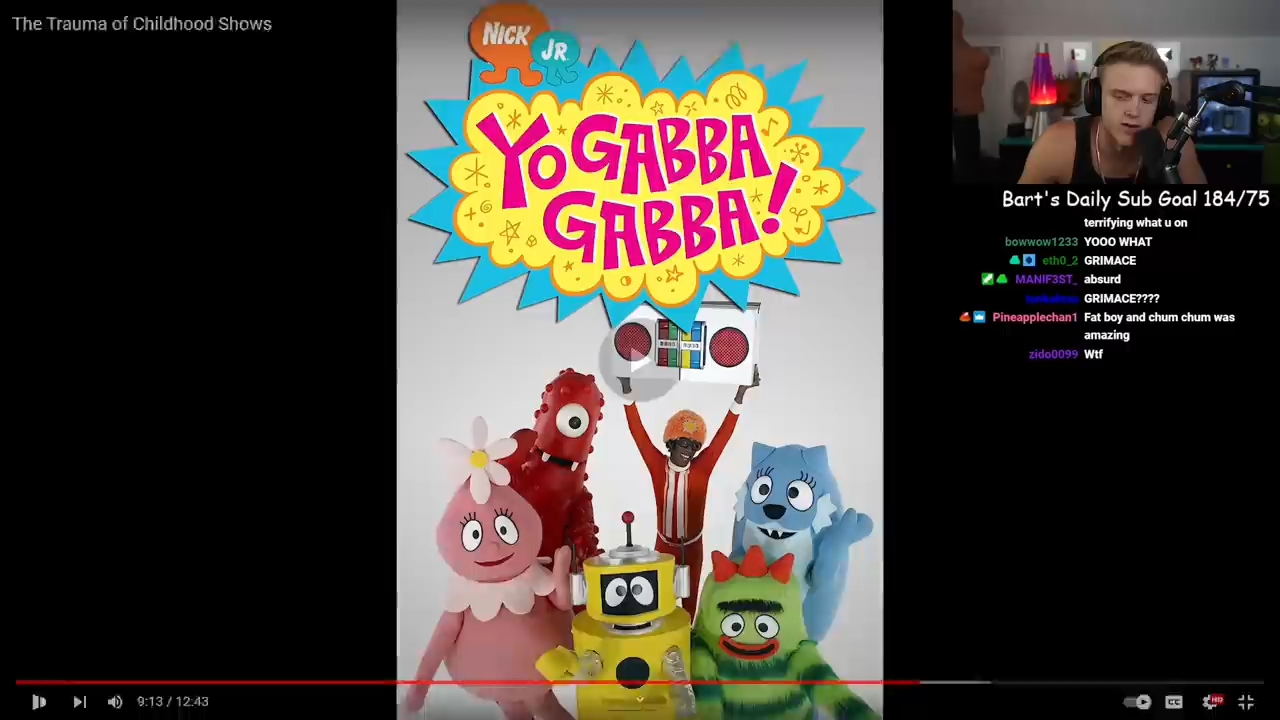 The Trauma of Childhood Shows
NICK
JR
YO GABBA
GABBA!
Bart's Daily Sub Goal 184/75
terrifying what u on
bowwow1233 YOOO WHAT
eth0_2 GRIMACE
MANIF3ST_ absurd
GRIMACE????
Pineapplechan1 Fat boy and chum chum was
amazing
zido0099 Wtf
9:13 / 12:43
CC
HD